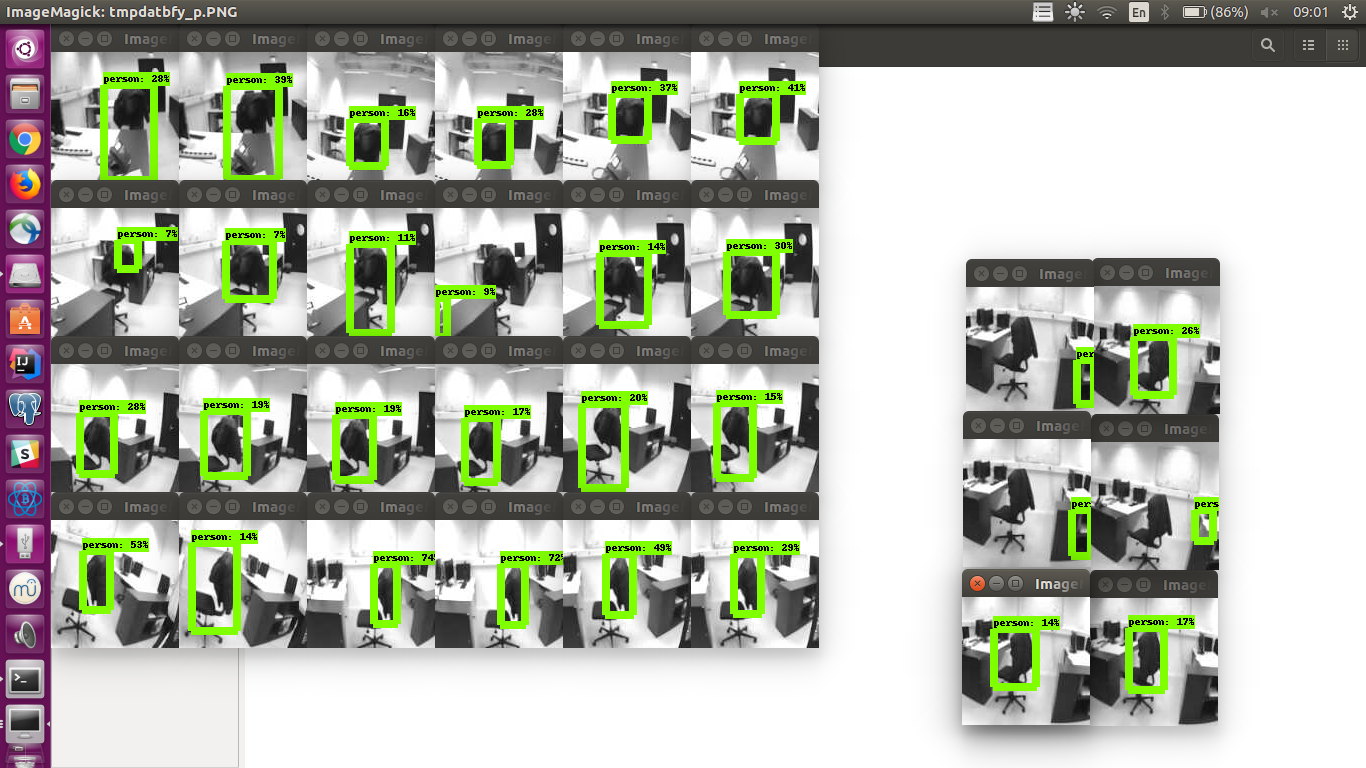 ImageMagick: tmpdatbfy_p.PNG
En
(86%)
09:01
Image Image Image Image Image Image
person: 28%
person: 39%
person: 16%
person: 28%
person: 37%
person: 41%
Image Image Image Image Image Image
person: 7%
person: 7%
person: 11%
person: 9%
person: 14%
person: 30%
Image Image Image Image Image Image
person: 28%
person: 19%
person: 19%
person: 17%
person: 20%
person: 15%
Image Image Image Image Image Image
person: 53%
person: 14%
person: 74%
person: 72%
person: 49%
person: 29%
Image Image
per
person: 26%
Image Image
pers
pers
Image Image
person: 14%
person: 17%
IJ
S
B
mu
>_